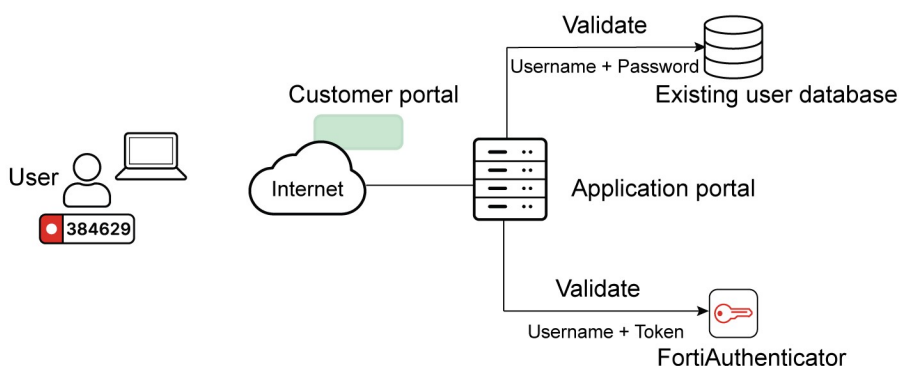 Validate
Username + Password
Existing user database
Customer portal
User
384629
Internet
Application portal
Validate
Username + Token
FortiAuthenticator